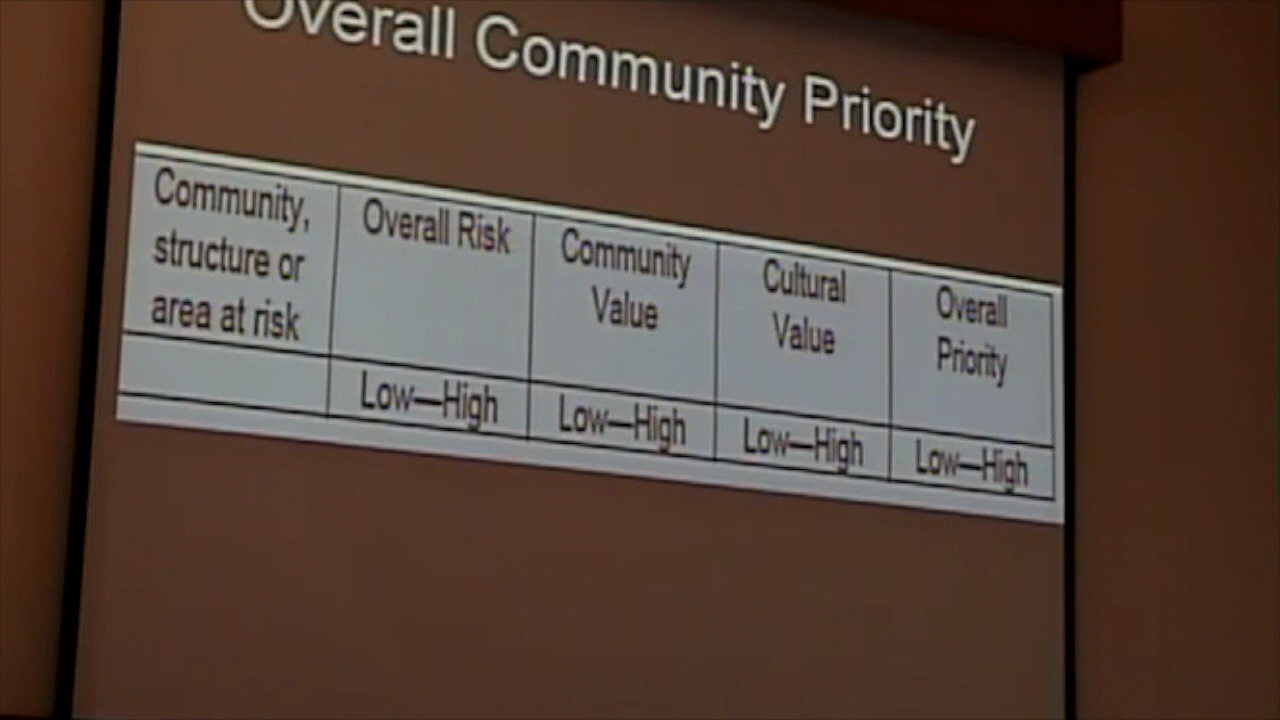 Overall Community Priority
Community,
structure or
area at risk
Overall Risk
Community
Value
Cultural
Value
Overall
Priority
Low—High
Low—High
Low—High
Low—High